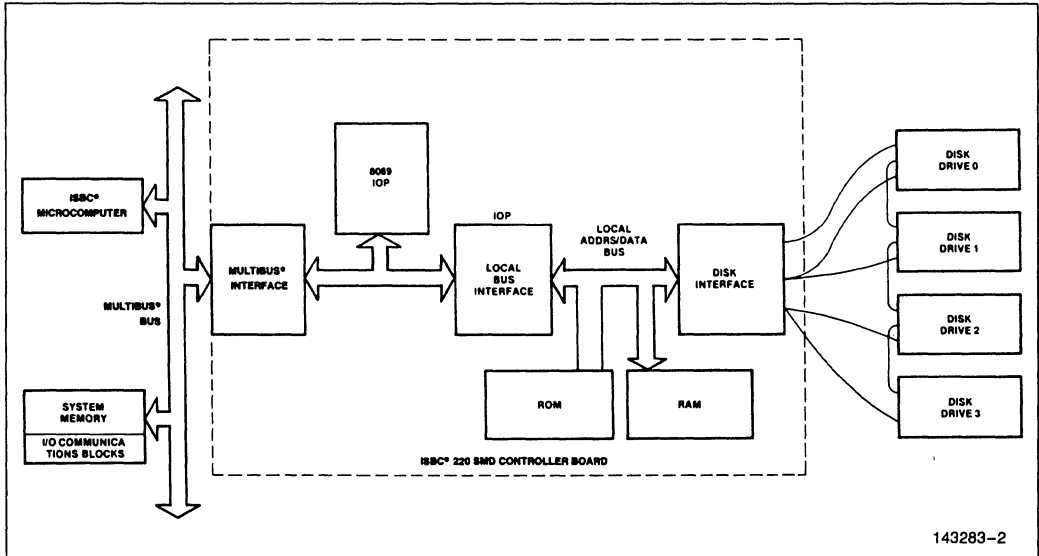 ISBC® MICROCOMPUTER
MULTIBUS® BUS
SYSTEM MEMORY
I/O COMMUNICA
TIONS BLOCKS
MULTIBUS®
INTERFACE
8089
IOP
IOP
LOCAL
BUS
INTERFACE
LOCAL
ADDRS/DATA
BUS
DISK
INTERFACE
ROM
RAM
ISBC® 220 SMD CONTROLLER BOARD
DISK
DRIVE 0
DISK
DRIVE 1
DISK
DRIVE 2
DISK
DRIVE 3
143283-2